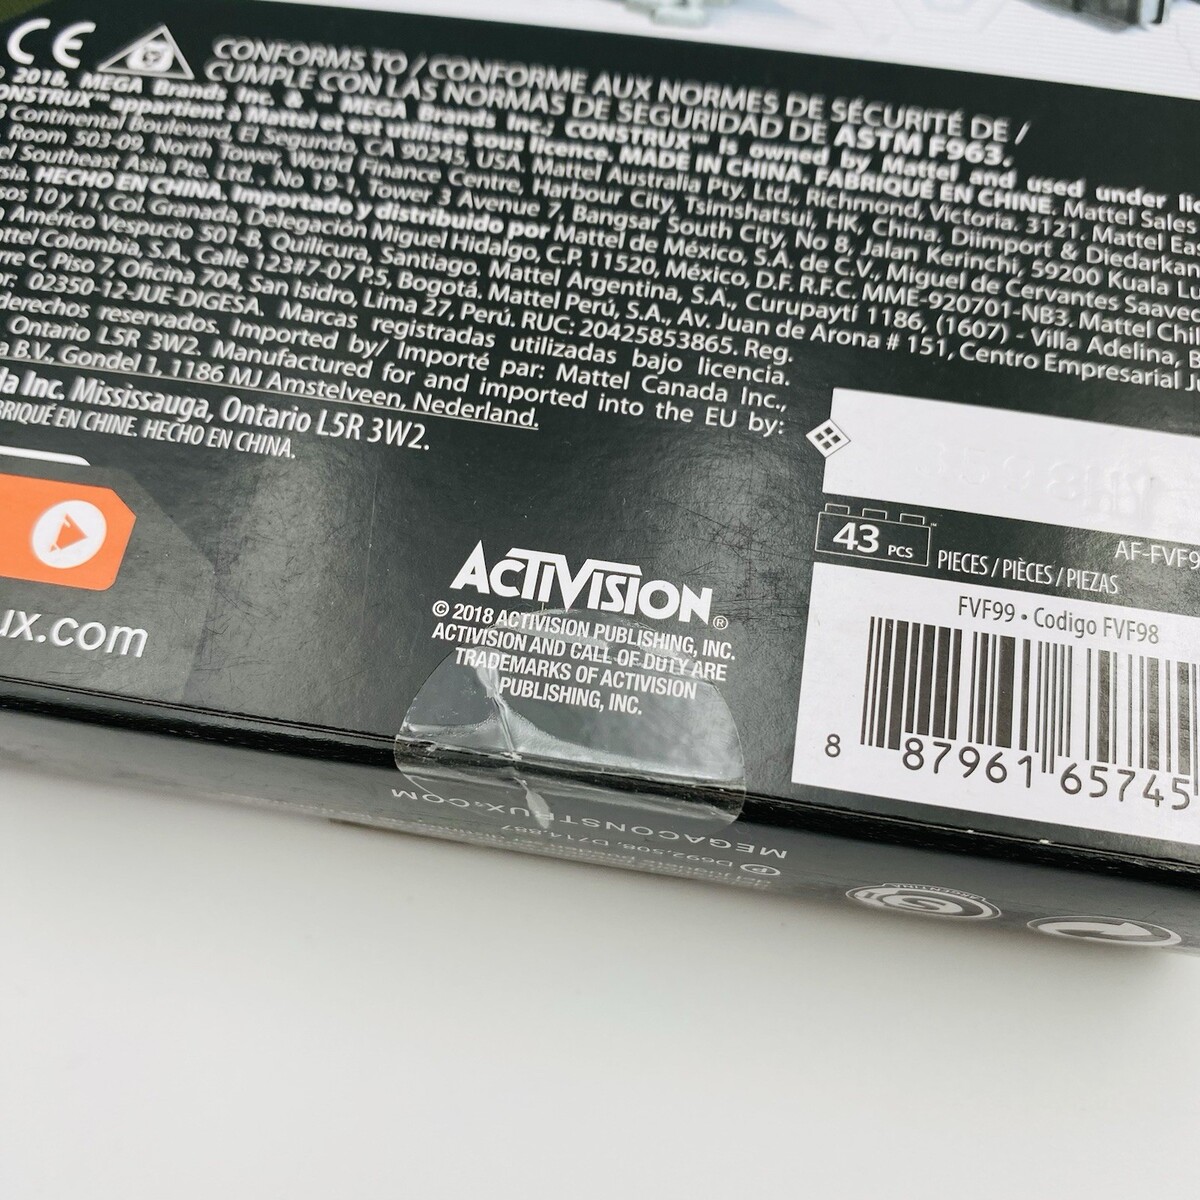 CE
CONFORMS TO / CONFORME AUX NORMES DE SÉCURITÉ DE /
CUMPLE CON LAS NORMAS DE SEGURIDAD DE ASTM F963.
© 2018, MEGA Brands Inc. & ™ MEGA Brands Inc., CONSTRUX™ is owned by Mattel and used under
CONSTRUX™ appartient à Mattel et est utilisée sous licence. MADE IN CHINA. FABRIQUÉ EN CHINE. Mattel Sales
Continental Boulevard, El Segundo, CA 90245, USA. Mattel Australia Pty., Ltd., Richmond, Victoria. 3121. Mattel
Room 503-09, North Tower, World Finance Centre, Harbour City, Tsimshatsui, HK, China, Diimport & Diedarkan
Southeast Asia Pte. Ltd., No 19-1, Tower 3 Avenue 7, Bangsar South City, No 8, Jalan Kerinchi, 59200 Kuala
HECHO EN CHINA. Importado y distribuido por Mattel de México, S.A. de C.V., Miguel de Cervantes
10 y 11, Col. Granada, Delegación Miguel Hidalgo, C.P. 11520, México, D.F. R.F.C. MME-920701-NB3. Mattel
Américo Vespucio 501-B, Quilicura, Santiago, Mattel Argentina, S.A., Curupaytí 1186, (1607) - Villa Adelina,
Colombia, S.A., Calle 123#7-07 P.5, Bogotá. Mattel Perú, S.A., Av. Juan de Arona # 151, Centro Empresarial
C, Piso 7, Oficina 704, San Isidro, Lima 27, Perú. RUC: 20425853865. Reg.
02350-12-JUE-DIGESA. Marcas registradas utilizadas bajo licencia.
derechos reservados. Imported by/ Importé par: Mattel Canada Inc.,
Ontario L5R 3W2. Manufactured for and imported into the EU by:
B.V., Gondel 1, 1186 MJ Amstelveen, Nederland.
Inc. Mississauga, Ontario L5R 3W2.
FABRIQUÉ EN CHINE. HECHO EN CHINA.
ux.com
ACTIVISION®
© 2018 ACTIVISION PUBLISHING, INC.
ACTIVISION AND CALL OF DUTY ARE
TRADEMARKS OF ACTIVISION
PUBLISHING, INC.
43 PCS
PIECES / PIÈCES / PIEZAS
AF-FVF9
FVF99 • Codigo FVF98
8 87961 65745
MEGACONSTRUX.COM
D692,508, D714,887
ARGENTINA